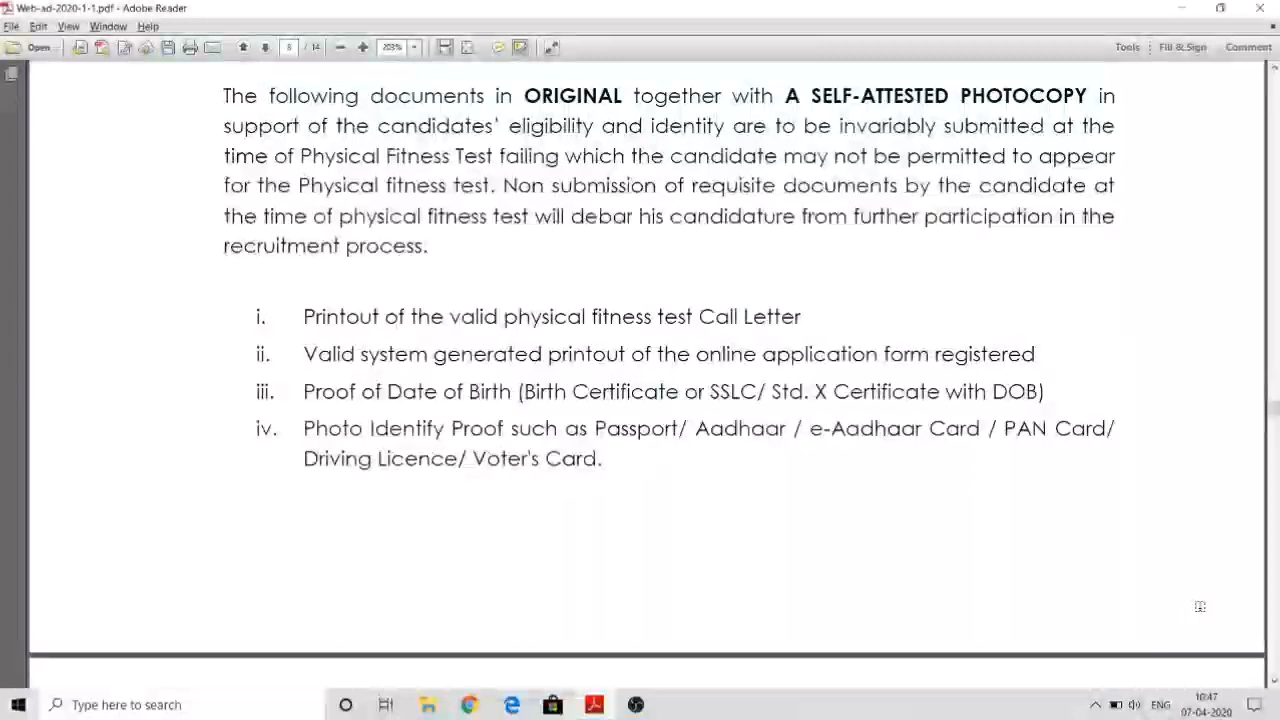 Web-ad-2020-1-1.pdf - Adobe Reader
File Edit View Window Help
Open 8 / 14 203% Tools Fill & Sign Comment
The following documents in ORIGINAL together with A SELF-ATTESTED PHOTOCOPY in
support of the candidates' eligibility and identity are to be invariably submitted at the
time of Physical Fitness Test failing which the candidate may not be permitted to appear
for the Physical fitness test. Non submission of requisite documents by the candidate at
the time of physical fitness test will debar his candidature from further participation in the
recruitment process.
i. Printout of the valid physical fitness test Call Letter
ii. Valid system generated printout of the online application form registered
iii. Proof of Date of Birth (Birth Certificate or SSLC/ Std. X Certificate with DOB)
iv. Photo Identify Proof such as Passport/ Aadhaar / e-Aadhaar Card / PAN Card/
Driving Licence/ Voter's Card.
Type here to search
ENG
10:47
07-04-2020